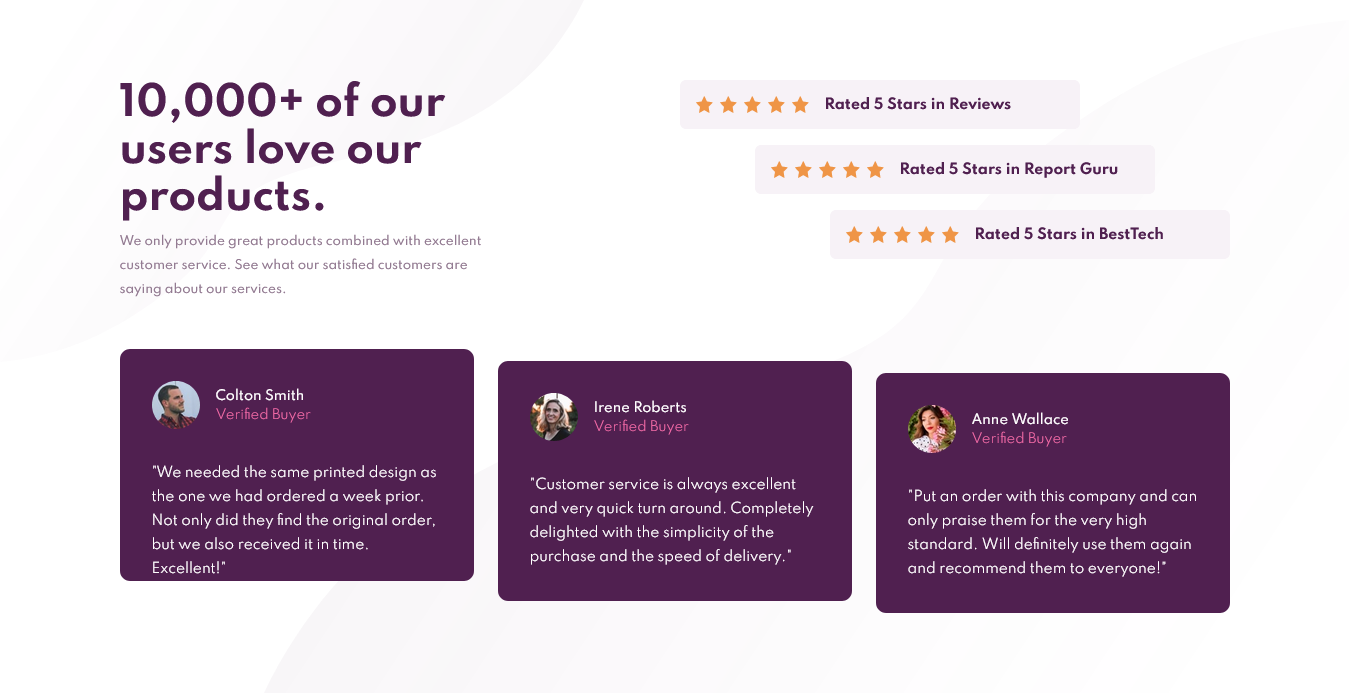 10,000+ of our
users love our
products.
We only provide great products combined with excellent
customer service. See what our satisfied customers are
saying about our services.
Rated 5 Stars in Reviews
Rated 5 Stars in Report Guru
Rated 5 Stars in BestTech
Colton Smith
Verified Buyer
"We needed the same printed design as
the one we had ordered a week prior.
Not only did they find the original order,
but we also received it in time.
Excellent!"
Irene Roberts
Verified Buyer
"Customer service is always excellent
and very quick turn around. Completely
delighted with the simplicity of the
purchase and the speed of delivery."
Anne Wallace
Verified Buyer
"Put an order with this company and can
only praise them for the very high
standard. Will definitely use them again
and recommend them to everyone!"